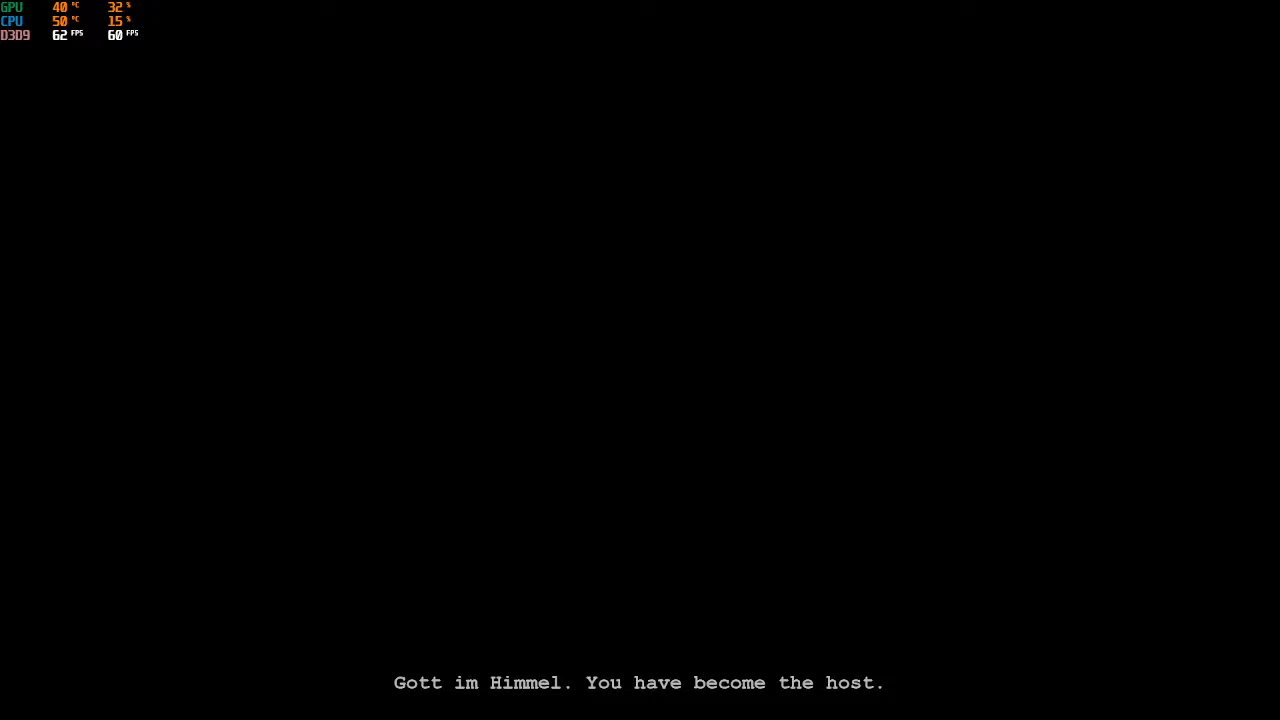 GPU 40 °C 32 %
CPU 50 °C 15 %
D3D9 62 FPS 60 FPS
Gott im Himmel. You have become the host.